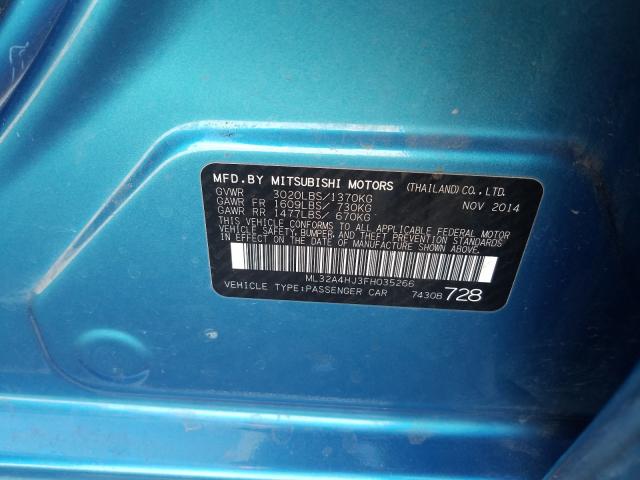 MFD.BY MITSUBISHI MOTORS (THAILAND) CO.,LTD.
GVWR 3020LBS/1370KG NOV 2014
GAWR FR 1609LBS/ 730KG
GAWR RR 1477LBS/ 670KG
THIS VEHICLE CONFORMS TO ALL APPLICABLE FEDERAL MOTOR
VEHICLE SAFETY, BUMPER, AND THEFT PREVENTION STANDARDS
IN EFFECT ON THE DATE OF MANUFACTURE SHOWN ABOVE.
ML32A4HJ3FH035266
VEHICLE TYPE:PASSENGER CAR 7430B 728